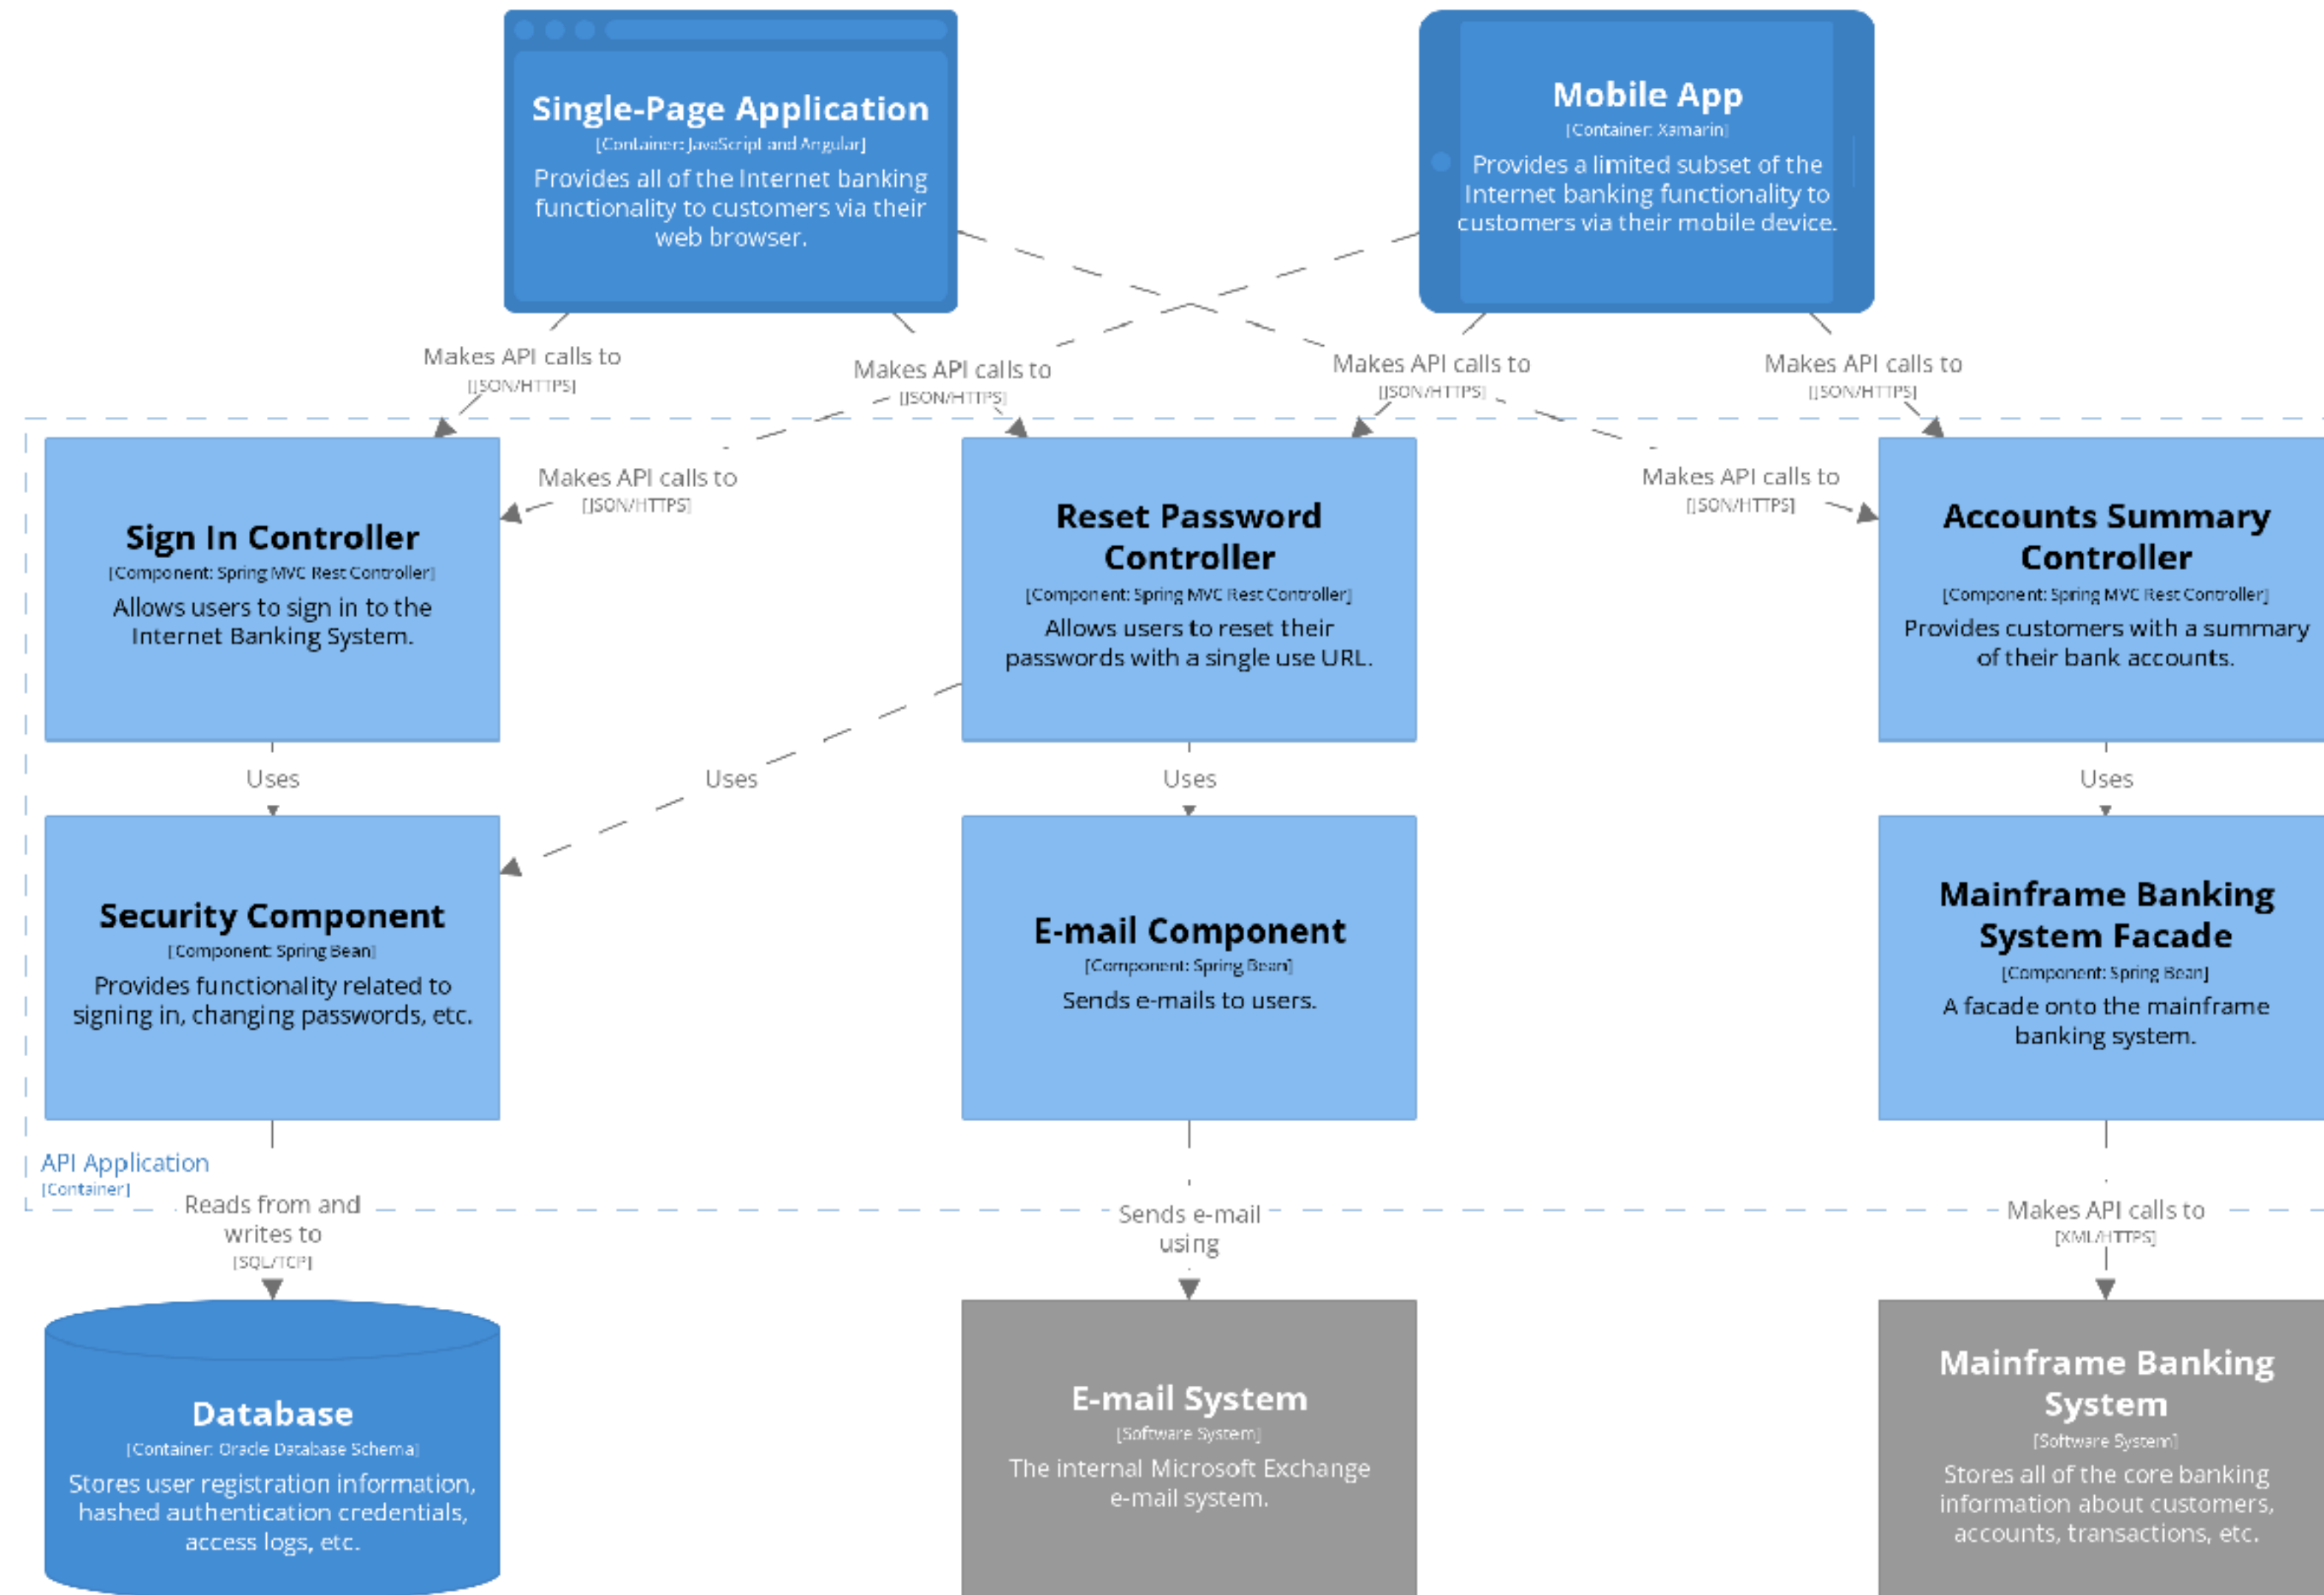 Single-Page Application
[Container: JavaScript and Angular]
Provides all of the Internet banking
functionality to customers via their
web browser.
Mobile App
[Container: Xamarin]
Provides a limited subset of the
Internet banking functionality to
customers via their mobile device.
Makes API calls to
[JSON/HTTPS]
Makes API calls to
[JSON/HTTPS]
Makes API calls to
[JSON/HTTPS]
Makes API calls to
[JSON/HTTPS]
Makes API calls to
[JSON/HTTPS]
Makes API calls to
[JSON/HTTPS]
Sign In Controller
[Component: Spring MVC Rest Controller]
Allows users to sign in to the
Internet Banking System.
Reset Password
Controller
[Component: Spring MVC Rest Controller]
Allows users to reset their
passwords with a single use URL.
Accounts Summary
Controller
[Component: Spring MVC Rest Controller]
Provides customers with a summary
of their bank accounts.
Uses
Uses
Uses
Uses
Security Component
[Component: Spring Bean]
Provides functionality related to
signing in, changing passwords, etc.
E-mail Component
[Component: Spring Bean]
Sends e-mails to users.
Mainframe Banking
System Facade
[Component: Spring Bean]
A facade onto the mainframe
banking system.
API Application
[Container]
Reads from and
writes to
[SQL/TCP]
Sends e-mail
using
Makes API calls to
[XML/HTTPS]
Database
[Container: Oracle Database Schema]
Stores user registration information,
hashed authentication credentials,
access logs, etc.
E-mail System
[Software System]
The internal Microsoft Exchange
e-mail system.
Mainframe Banking
System
[Software System]
Stores all of the core banking
information about customers,
accounts, transactions, etc.